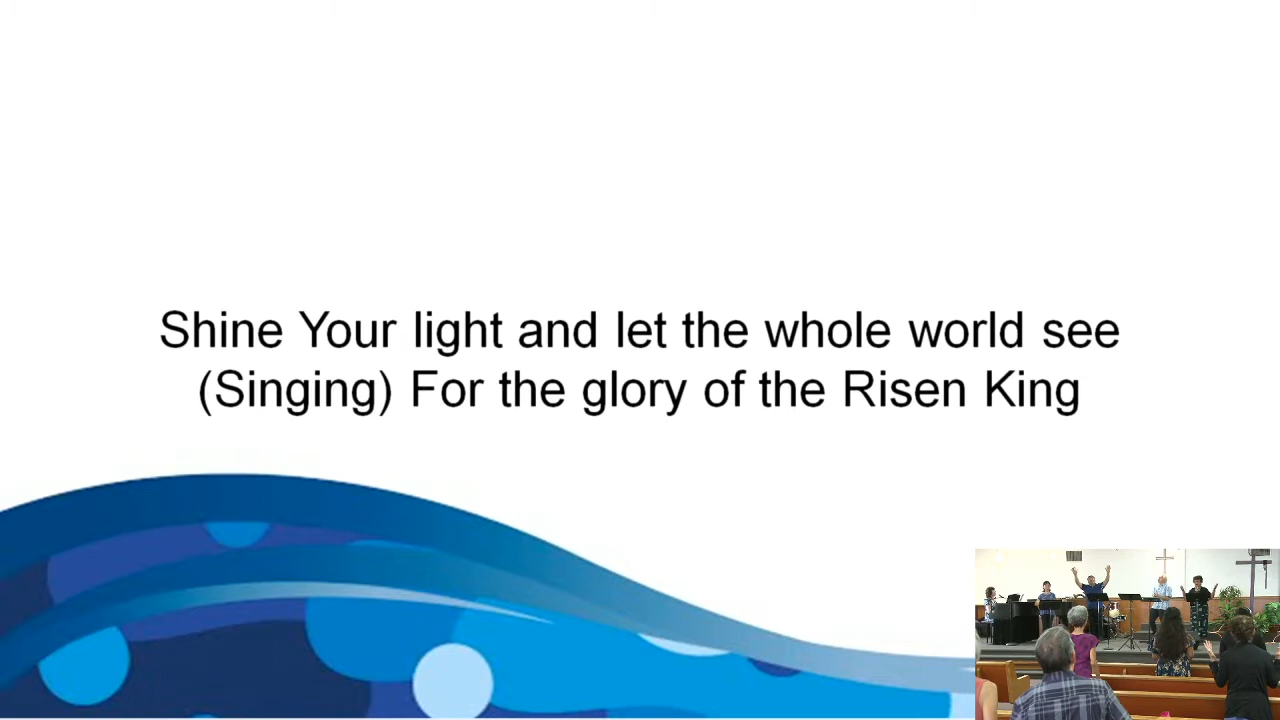 Shine Your light and let the whole world see
(Singing) For the glory of the Risen King